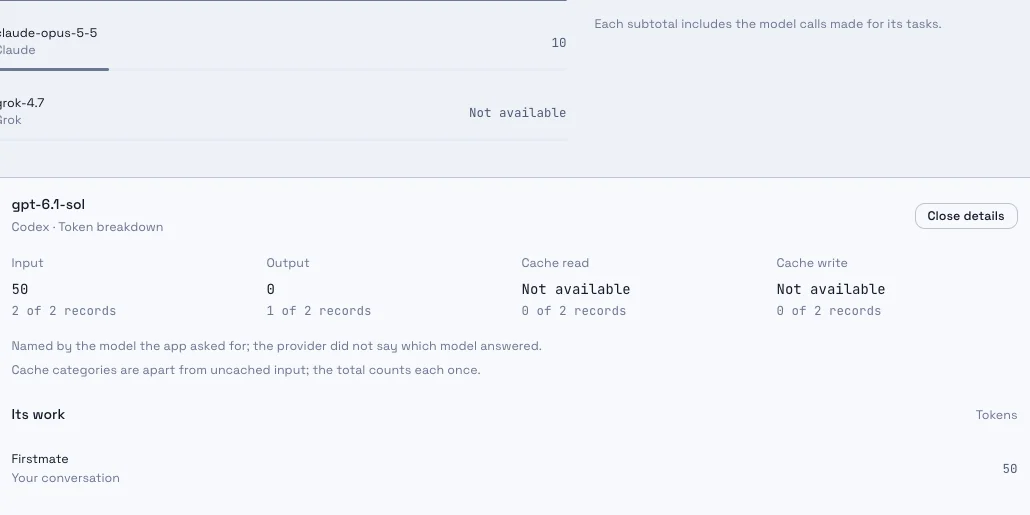 claude-opus-5-5
Claude
10
Each subtotal includes the model calls made for its tasks.
grok-4.7
Grok
Not available
gpt-6.1-sol
Codex · Token breakdown
Close details
Input
Output
Cache read
Cache write
50
0
Not available
Not available
2 of 2 records
1 of 2 records
0 of 2 records
0 of 2 records
Named by the model the app asked for; the provider did not say which model answered.
Cache categories are apart from uncached input; the total counts each once.
Its work
Tokens
Firstmate
Your conversation
50